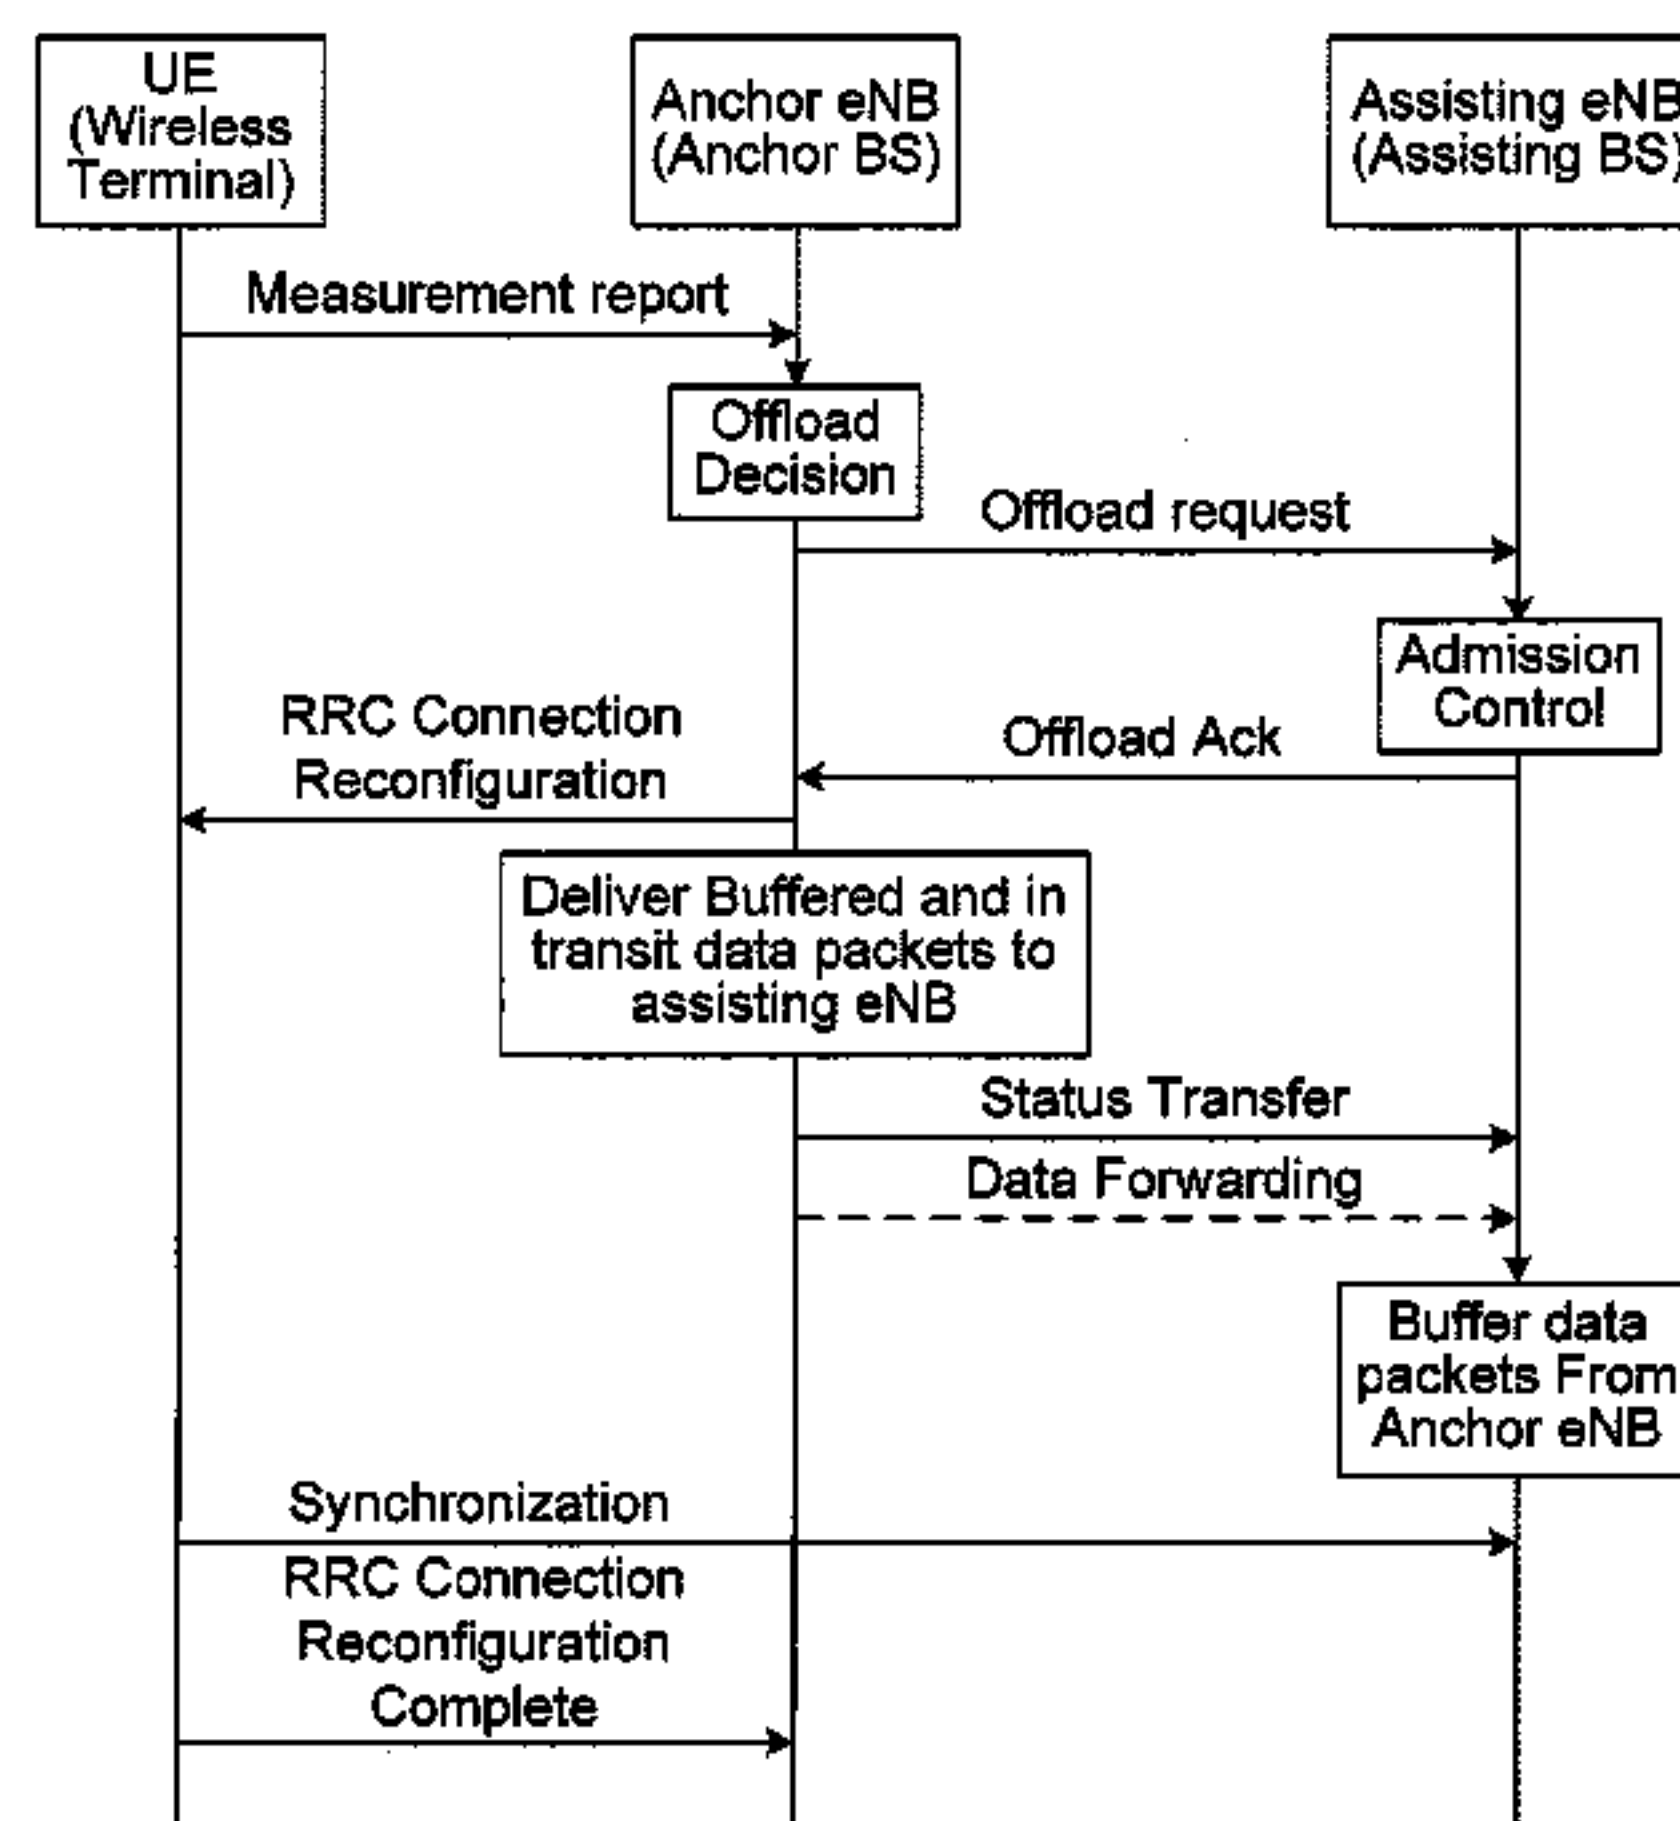 UE
(Wireless
Terminal)
Anchor eNB
(Anchor BS)
Assisting eNB
(Assisting BS)
Measurement report
Offload
Decision
Offload request
Admission
Control
RRC Connection
Reconfiguration
Offload Ack
Deliver Buffered and in
transit data packets to
assisting eNB
Status Transfer
Data Forwarding
Buffer data
packets From
Anchor eNB
Synchronization
RRC Connection
Reconfiguration
Complete